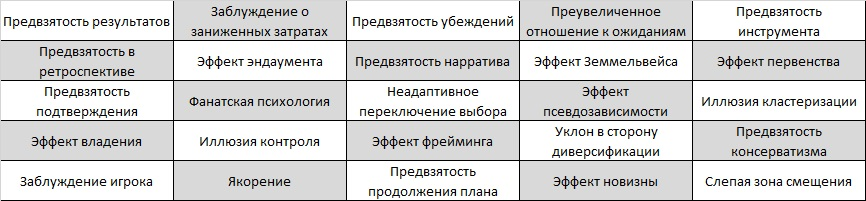 Предвзятость результатов
Заблуждение о
заниженных затратах
Предвзятость убеждений
Преувеличенное
отношение к ожиданиям
Предвзятость
инструмента
Предвзятость в
ретроспективе
Эффект эндаумента
Предвзятость нарратива
Эффект Земмельвейса
Эффект первенства
Предвзятость
подтверждения
Фанатская психология
Неадаптивное
переключение выбора
Эффект
псевдозависимости
Иллюзия кластеризации
Эффект владения
Иллюзия контроля
Эффект фрейминга
Уклон в сторону
диверсификации
Предвзятость
консерватизма
Заблуждение игрока
Якорение
Предвзятость
продолжения плана
Эффект новизны
Слепая зона смещения